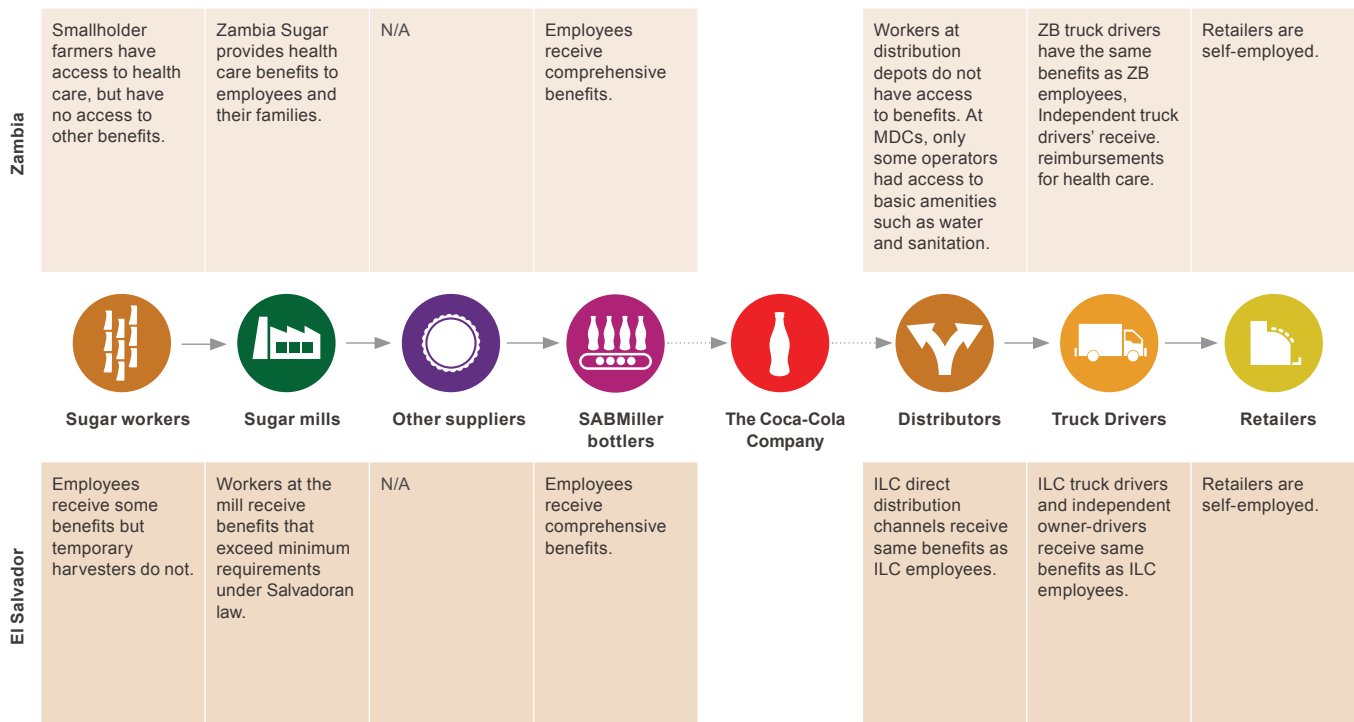 Zambia
Smallholder
farmers have
access to health
care, but have
no access to
other benefits.
Zambia Sugar
provides health
care benefits to
employees and
their families.
N/A
Employees
receive
comprehensive
benefits.
Workers at
distribution
depots do not
have access
to benefits. At
MDCs, only
some operators
had access to
basic amenities
such as water
and sanitation.
ZB truck drivers
have the same
benefits as ZB
employees,
Independent truck
drivers’ receive.
reimbursements
for health care.
Retailers are
self-employed.
Sugar workers
Sugar mills
Other suppliers
SABMiller
bottlers
The Coca-Cola
Company
Distributors
Truck Drivers
Retailers
El Salvador
Employees
receive some
benefits but
temporary
harvesters do not.
Workers at the
mill receive
benefits that
exceed minimum
requirements
under Salvadoran
law.
N/A
Employees
receive
comprehensive
benefits.
ILC direct
distribution
channels receive
same benefits as
ILC employees.
ILC truck drivers
and independent
owner-drivers
receive same
benefits as ILC
employees.
Retailers are
self-employed.